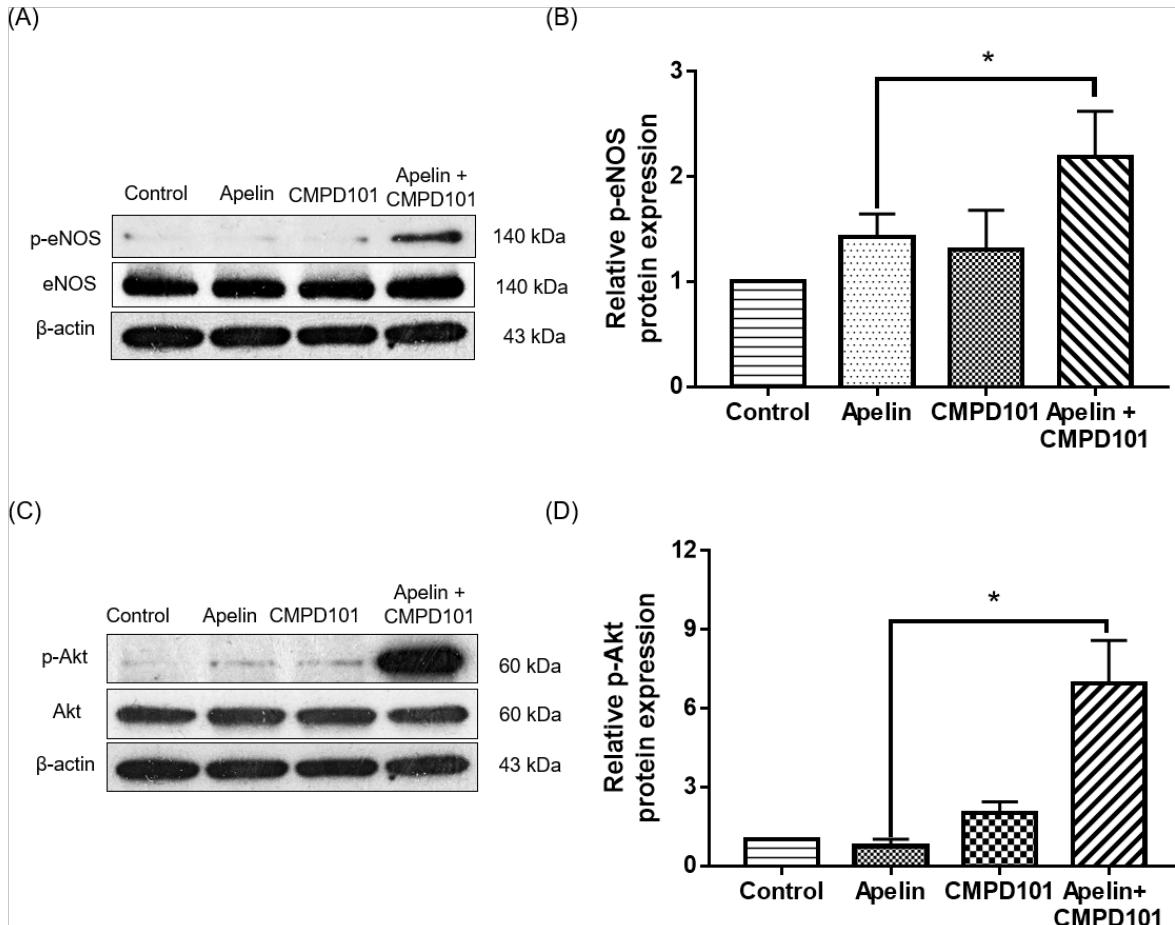 (A)
Control Apelin CMPD101 Apelin +
CMPD101
p-eNOS 140 kDa
eNOS 140 kDa
β-actin 43 kDa
(B)
*
Relative p-eNOS
protein expression
3
2
1
0
Control Apelin CMPD101 Apelin +
CMPD101
(C)
Control Apelin CMPD101 Apelin +
CMPD101
p-Akt 60 kDa
Akt 60 kDa
β-actin 43 kDa
(D)
*
Relative p-Akt
protein expression
12
9
6
3
0
Control Apelin CMPD101 Apelin+
CMPD101